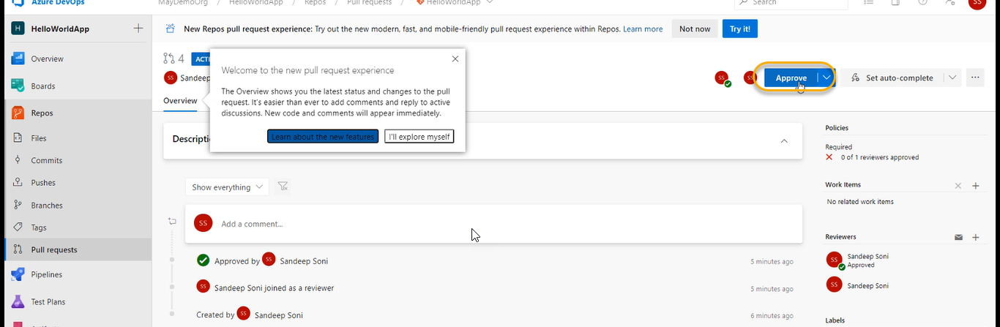 Azure DevOps
MayDemoOrg / HelloWorldApp / Repos / Pull requests / HelloWorldApp
Search
SS
H HelloWorldApp
New Repos pull request experience: Try out the new modern, fast, and mobile-friendly pull request experience within Repos. Learn more
Not now
Try it!
Overview
Boards
Repos
Files
Commits
Pushes
Branches
Tags
Pull requests
Pipelines
Test Plans
4 ACTI
SS Sandeep
Overview
Welcome to the new pull request experience
The Overview shows you the latest status and changes to the pull
request. It's easier than ever to add comments and reply to active
discussions. New code and comments will appear immediately.
Learn about the new features
I'll explore myself
SS SS Approve
Set auto-complete
Descripti
Show everything
SS Add a comment...
Approved by SS Sandeep Soni 5 minutes ago
SS Sandeep Soni joined as a reviewer 5 minutes ago
Created by SS Sandeep Soni 6 minutes ago
Policies
Required
0 of 1 reviewers approved
Work Items
No related work items
Reviewers
SS Sandeep Soni
Approved
SS Sandeep Soni
Labels